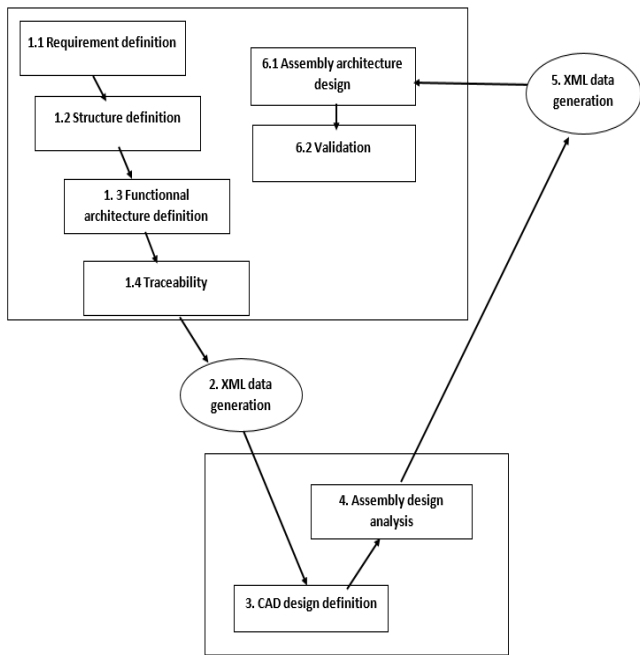 1.1 Requirement definition
1.2 Structure definition
1. 3 Functionnal
architecture definition
1.4 Traceability
6.1 Assembly architecture
design
6.2 Validation
5. XML data
generation
2. XML data
generation
4. Assembly design
analysis
3. CAD design definition